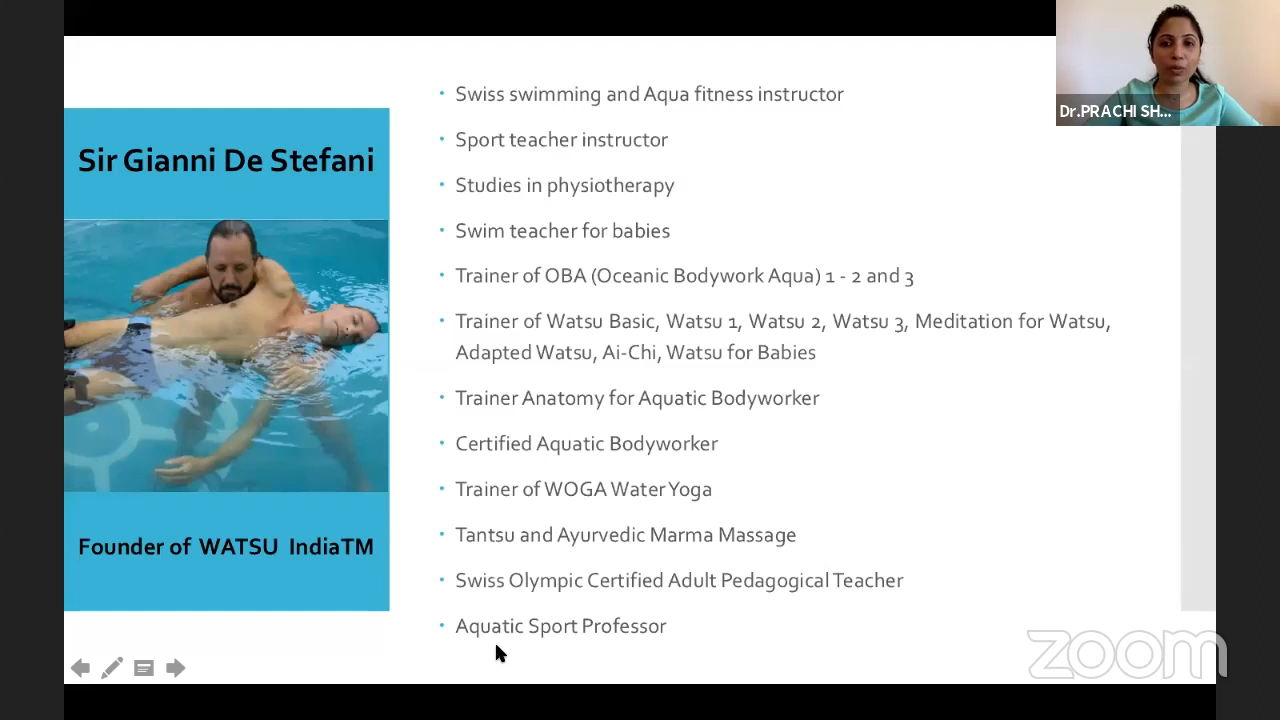 Sir Gianni De Stefani
Founder of WATSU IndiaTM
• Swiss swimming and Aqua fitness instructor
• Sport teacher instructor
• Studies in physiotherapy
• Swim teacher for babies
• Trainer of OBA (Oceanic Bodywork Aqua) 1 - 2 and 3
• Trainer of Watsu Basic, Watsu 1, Watsu 2, Watsu 3, Meditation for Watsu,
Adapted Watsu, Ai-Chi, Watsu for Babies
• Trainer Anatomy for Aquatic Bodyworker
• Certified Aquatic Bodyworker
• Trainer of WOGA Water Yoga
• Tantsu and Ayurvedic Marma Massage
• Swiss Olympic Certified Adult Pedagogical Teacher
• Aquatic Sport Professor
Dr.PRACHI SH...
zoom